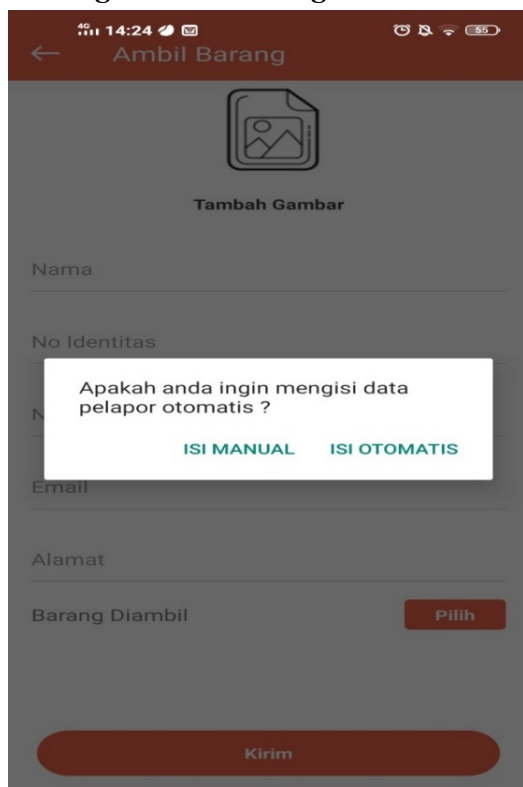 14:24
55
Ambil Barang
Tambah Gambar
Nama
No Identitas
Apakah anda ingin mengisi data
pelapor otomatis ?
N
ISI MANUAL ISI OTOMATIS
Email
Alamat
Barang Diambil Pilih
Kirim